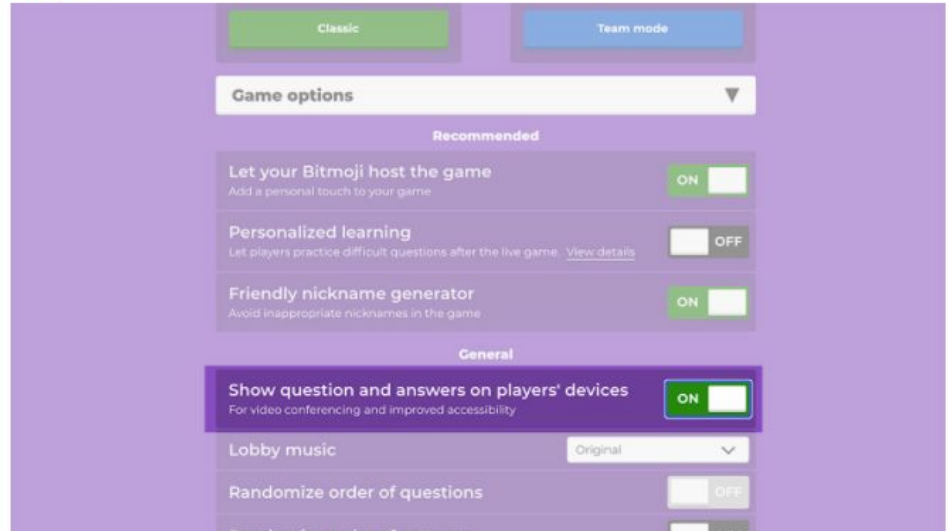 Classic
Team mode
Game options
Recommended
Let your Bitmoji host the game
Add a personal touch to your game
ON
Personalized learning
Let players practice difficult questions after the live game. View details
OFF
Friendly nickname generator
Avoid inappropriate nicknames in the game
ON
General
Show question and answers on players' devices
For video conferencing and improved accessibility
ON
Lobby music
Original
Randomize order of questions
OFF